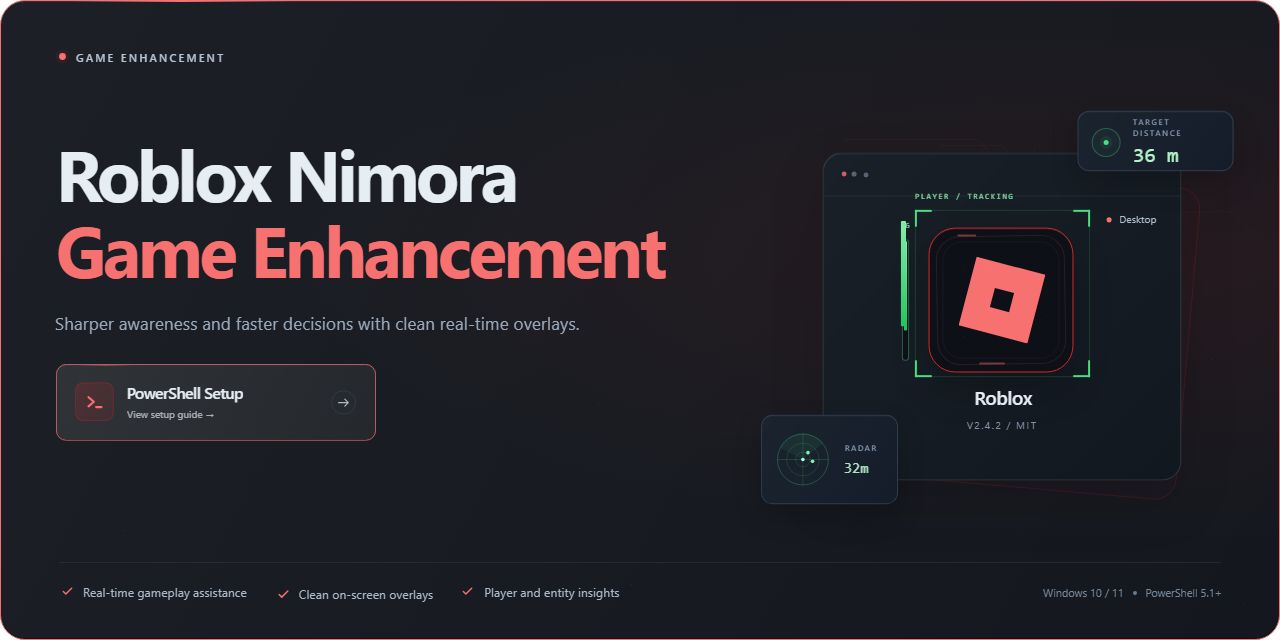 GAME ENHANCEMENT
Roblox Nimora
Game Enhancement
Sharper awareness and faster decisions with clean real-time overlays.
PowerShell Setup
View setup guide →
TARGET
DISTANCE
36 m
PLAYER / TRACKING
Desktop
Roblox
V2.4.2 / MIT
RADAR
32m
Real-time gameplay assistance
Clean on-screen overlays
Player and entity insights
Windows 10 / 11 • PowerShell 5.1+